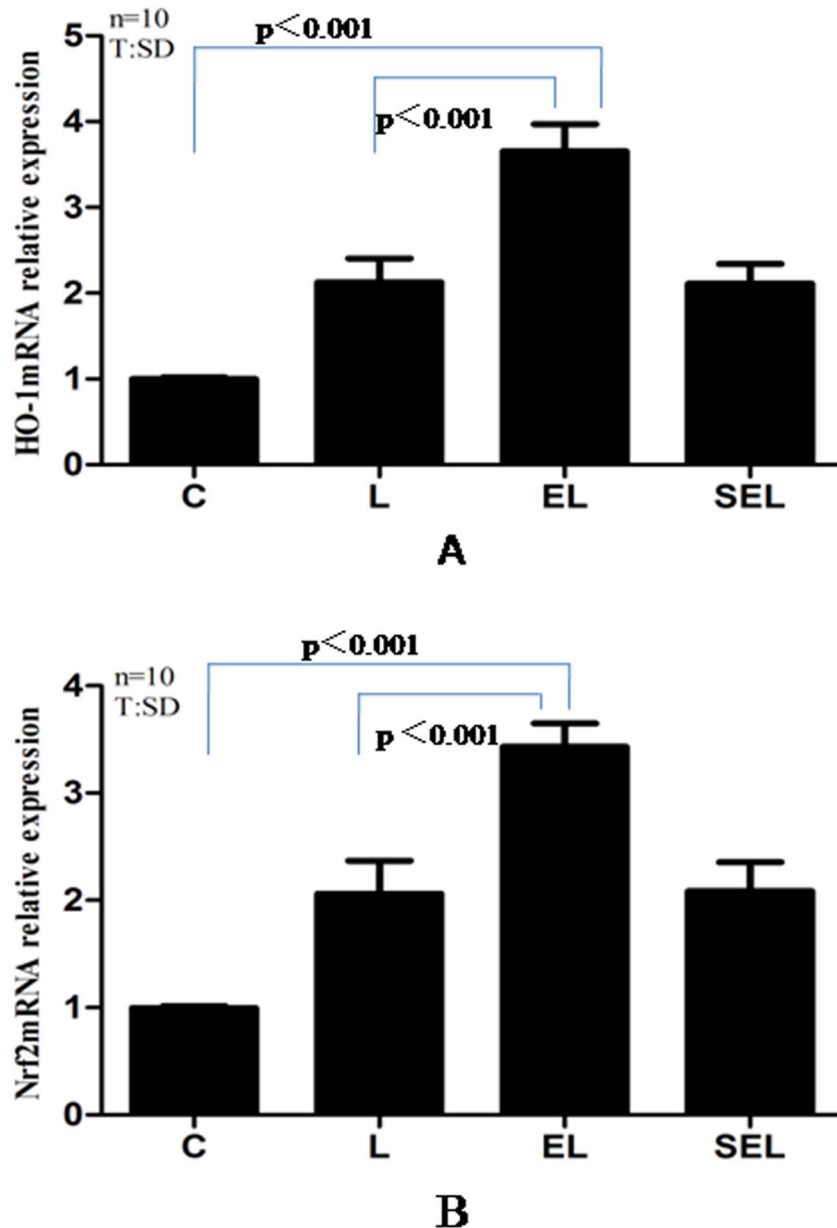 n=10
T:SD
p<0.001
p<0.001
HO-1mRNA relative expression
5
4
3
2
1
0
C L EL SEL
A
p<0.001
n=10
T:SD
p<0.001
Nrf2mRNA relative expression
4
3
2
1
0
C L EL SEL
B